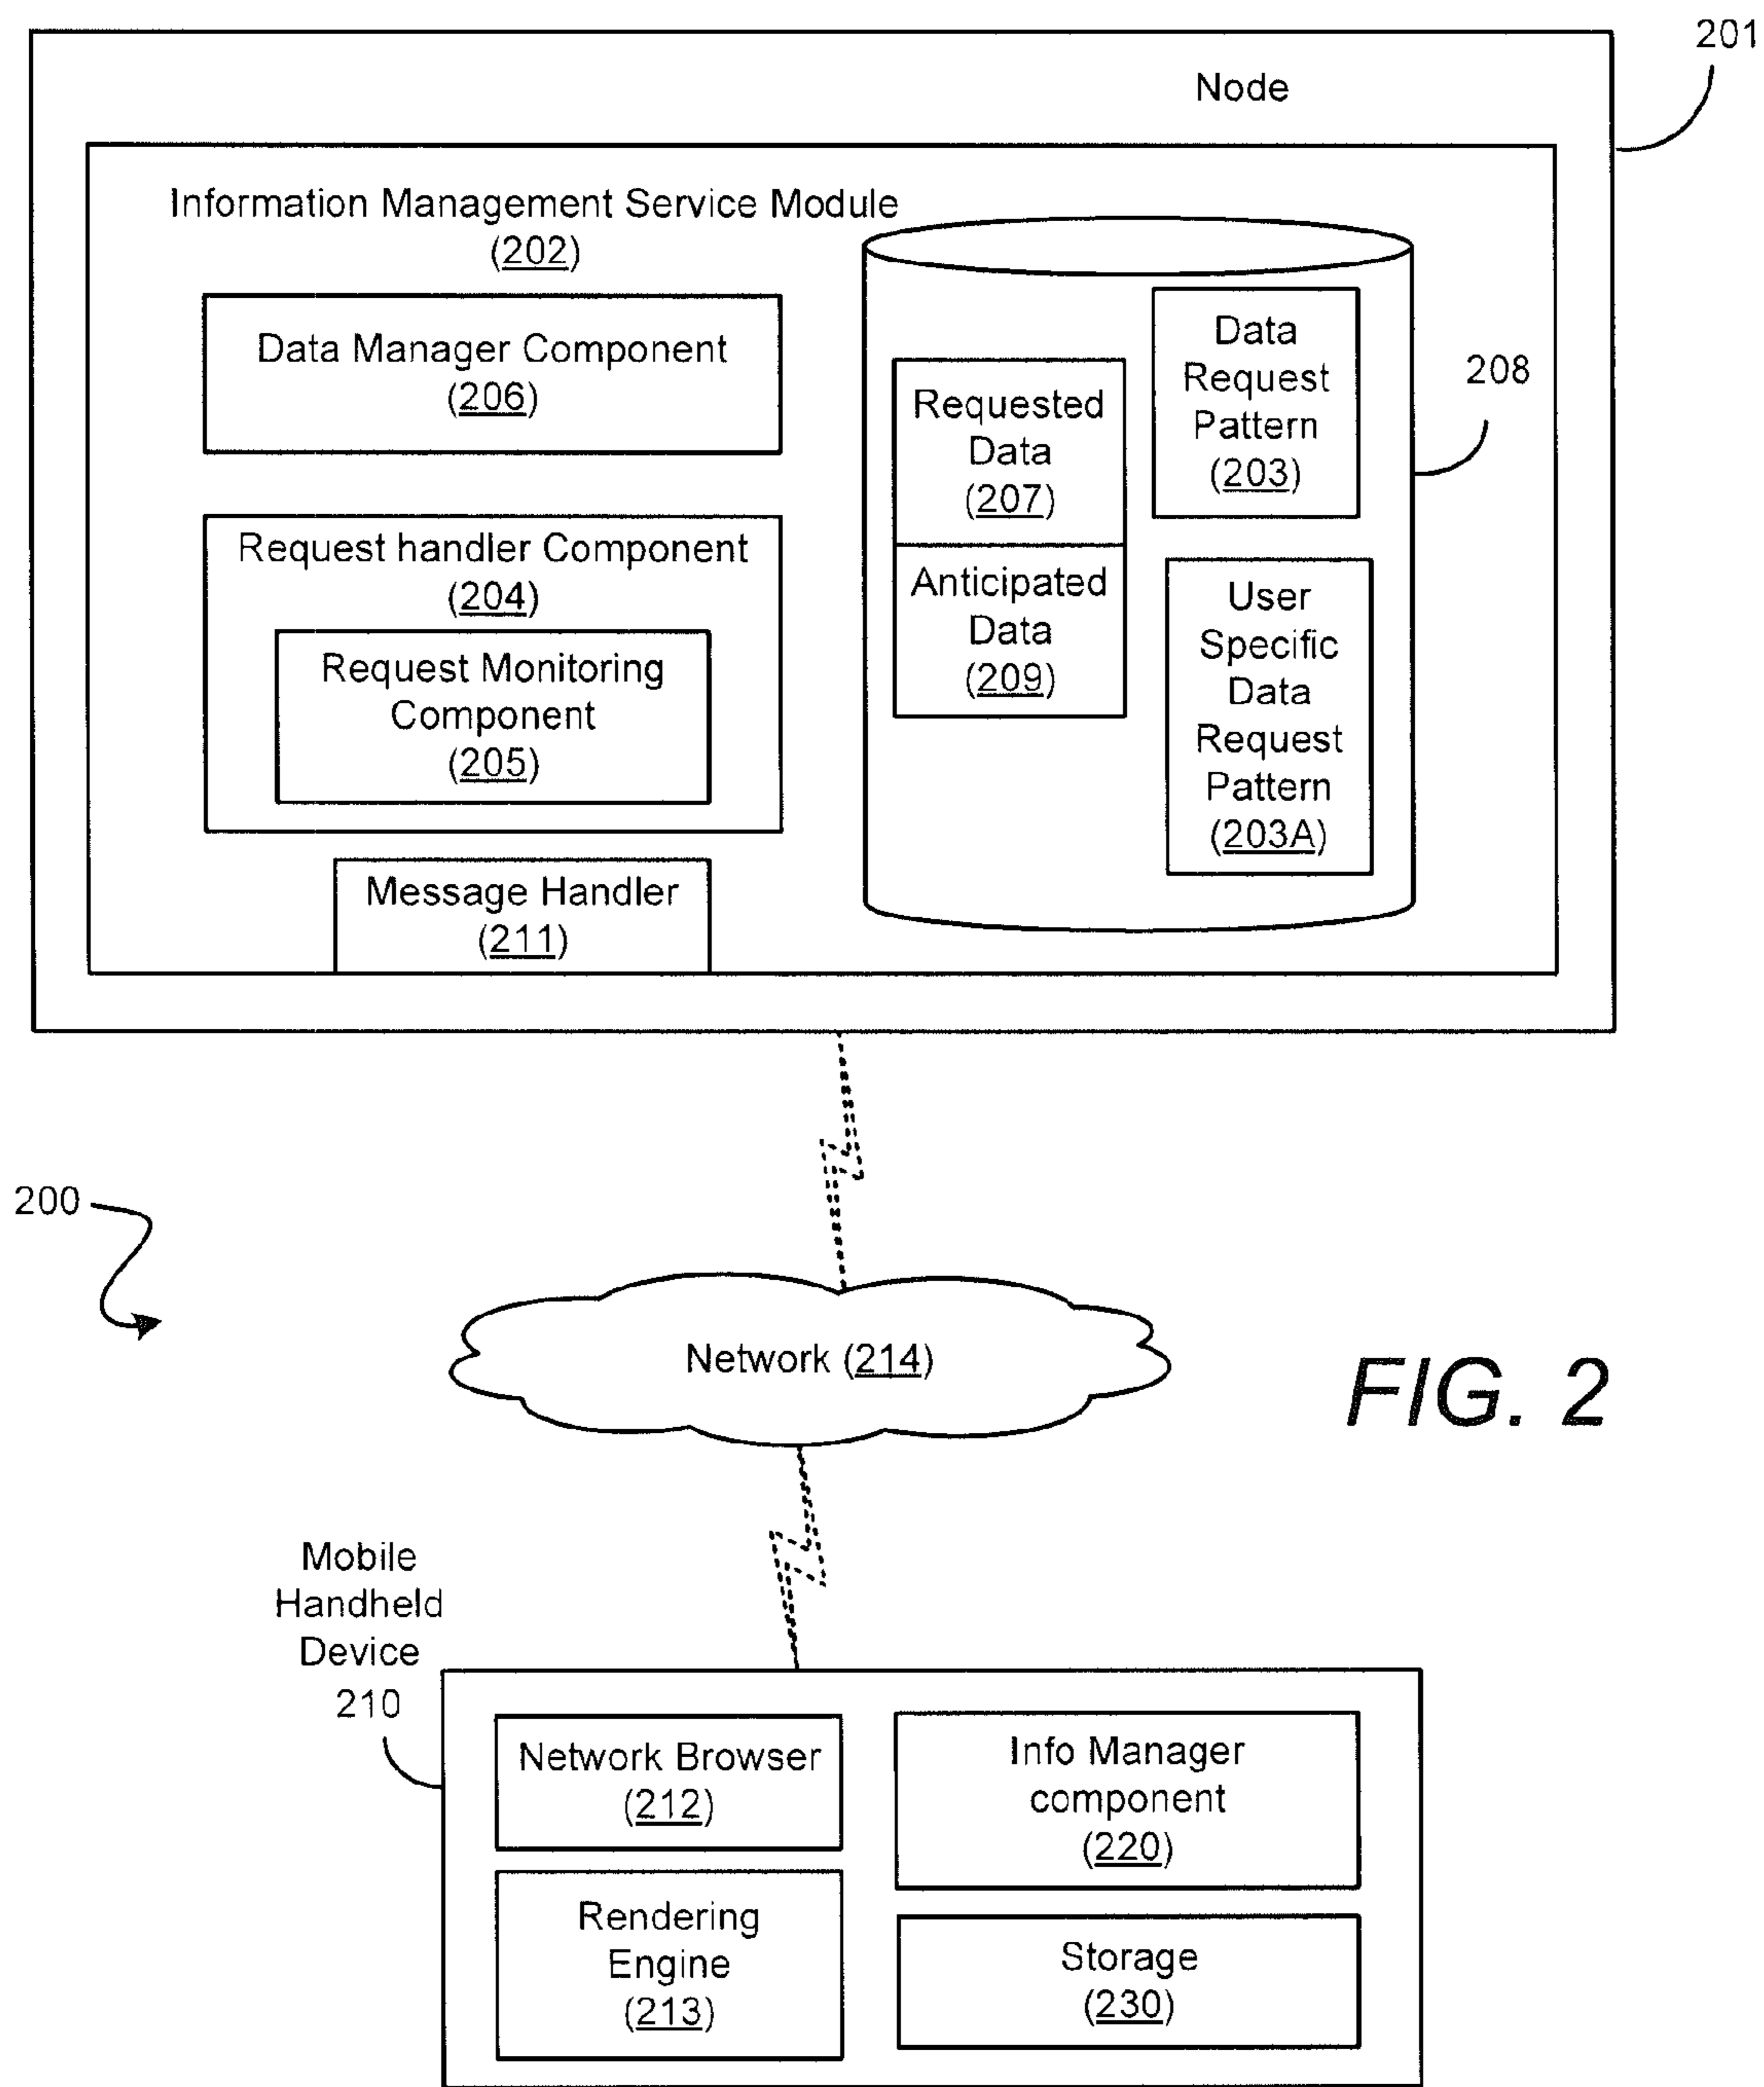 201
Node
Information Management Service Module
(202)
Data Manager Component
(206)
Request handler Component
(204)
Request Monitoring
Component
(205)
Message Handler
(211)
Requested
Data
(207)
Anticipated
Data
(209)
Data
Request
Pattern
(203)
User
Specific
Data
Request
Pattern
(203A)
208
200
Network (214)
FIG. 2
Mobile
Handheld
Device
210
Network Browser
(212)
Rendering
Engine
(213)
Info Manager
component
(220)
Storage
(230)